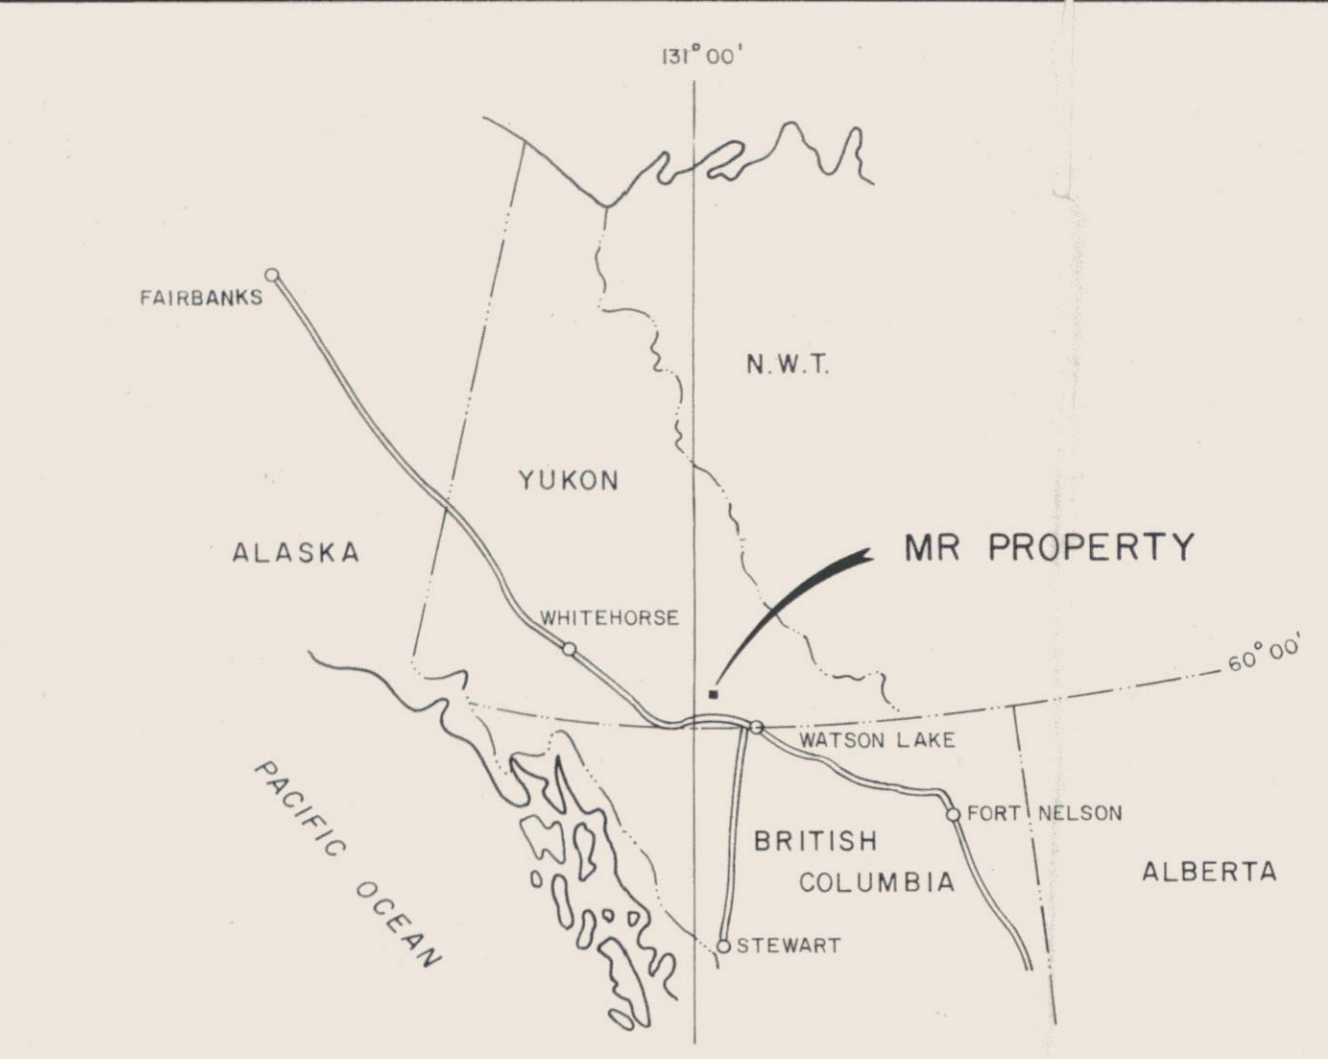 131° 00'
FAIRBANKS
N.W.T.
YUKON
ALASKA
MR PROPERTY
WHITEHORSE
60° 00'
WATSON LAKE
PACIFIC OCEAN
FORT NELSON
BRITISH
COLUMBIA
ALBERTA
STEWART